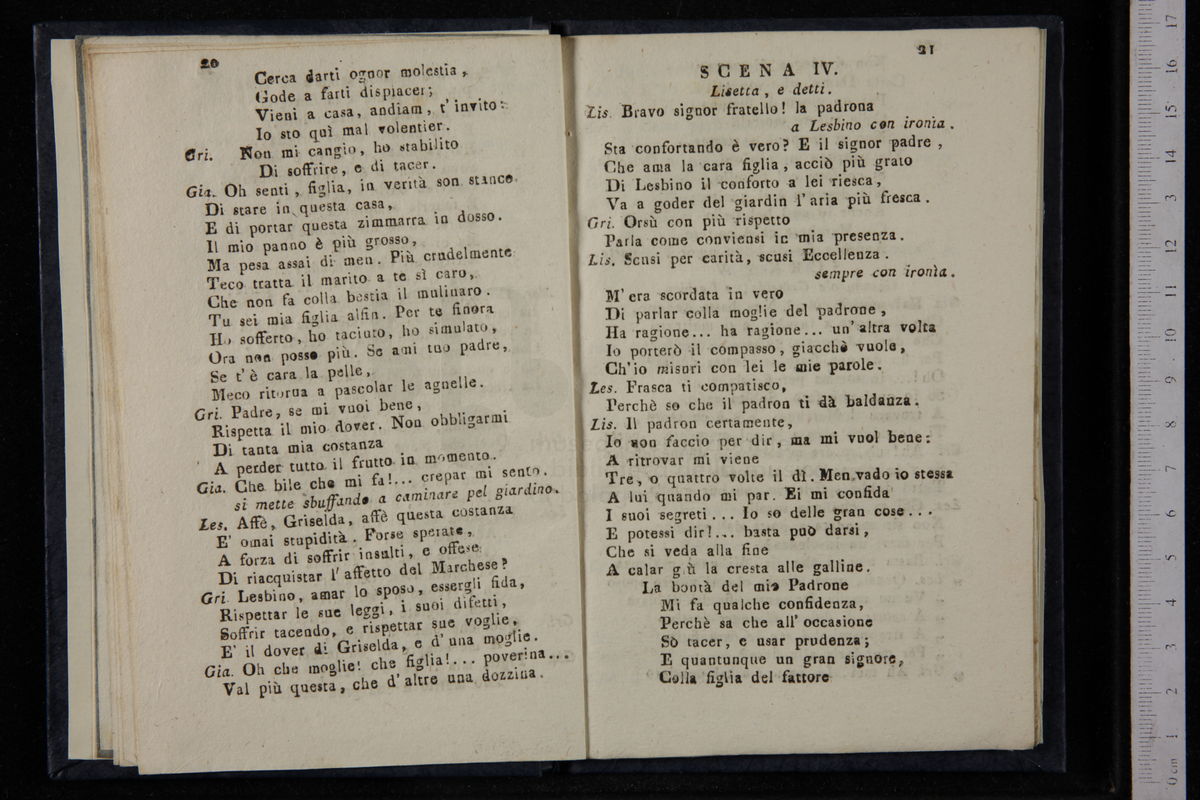 20
Cerca darti ognor molestia,
Gode a farti dispiacer;
Vieni a casa, andiam, t' invito:
Io sto quì mal volentier.
Gri. Non mi cangio, ho stabilito
Di soffrire, e di tacer.
Gia. Oh senti, figlia, in verità son stance
Di stare in questa casa,
E di portar questa zimmarra in dosso.
Il mio panno è più grosso,
Ma pesa assai di men. Più crudelmente
Teco tratta il marito a te sì caro,
Che non fa colla bestia il mulinaro.
Tu sei mia figlia alfin. Per te finora
Ho sofferto, ho taciuto, ho simulato,
Ora non posso più. Se ami tuo padre,
Se t' è cara la pelle,
Meco ritorna a pascolar le agnelle.
Gri. Padre, se mi vuoi bene,
Rispetta il mio dover. Non obbligarmi
Di tanta mia costanza
A perder tutto il frutto in momento.
Gia. Che bile che mi fa!... crepar mi sento.
si mette sbuffando a caminare pel giardino.
Les. Affè, Griselda, affè questa costanza
E' omai stupidità. Forse sperate,
A forza di soffrir insulti, e offese
Di riacquistar l' affetto del Marchese?
Gri. Lesbino, amar lo sposo, essergli fida,
Rispettar le sue leggi, i suoi difetti,
Soffrir tacendo, e rispettar sue voglie,
E' il dover di Griselda, e d' una moglie.
Gia. Oh che moglie! che figlia!... poverina...
Val più questa, che d' altre una dozzina.
21
SCENA IV.
Lisetta, e detti.
Lis. Bravo signor fratello! la padrona
a Lesbino con ironia.
Sta confortando è vero? E il signor padre,
Che ama la cara figlia, acciò più grato
Di Lesbino il conforto a lei riesca,
Va a goder del giardin l' aria più fresca.
Gri. Orsù con più rispetto
Parla come conviensi in mia presenza.
Lis. Scusi per carità, scusi Eccellenza.
sempre con ironìa.
M' era scordata in vero
Di parlar colla moglie del padrone,
Ha ragione... ha ragione... un' altra volta
Io porterò il compasso, giacchè vuole,
Ch' io misuri con lei le mie parole.
Les. Frasca ti compatisco,
Perchè so che il padron ti dà baldanza.
Lis. Il padron certamente,
Io non faccio per dir, ma mi vuol bene:
A ritrovar mi viene
Tre, o quattro volte il dì. Men vado io stessa
A lui quando mi par. Ei mi confida
I suoi segreti... Io so delle gran cose...
E potessi dir!... basta può darsi,
Che si veda alla fine
A calar giù la cresta alle galline.
La bontà del mio Padrone
Mi fa qualche confidenza,
Perchè sa che all' occasione
Sò tacer, e usar prudenza;
E quantunque un gran signore,
Colla figlia del fattore